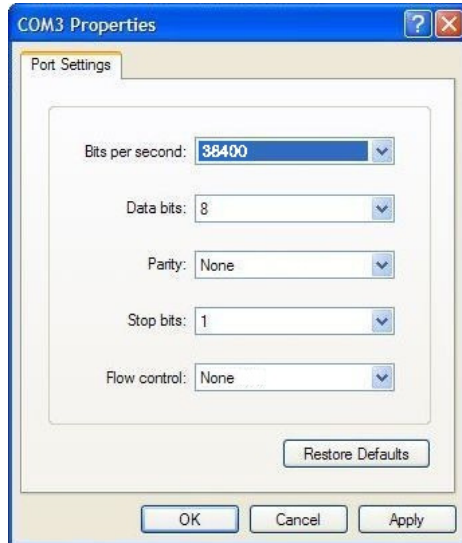 COM3 Properties
Port Settings
Bits per second: 38400
Data bits: 8
Parity: None
Stop bits: 1
Flow control: None
Restore Defaults
OK Cancel Apply